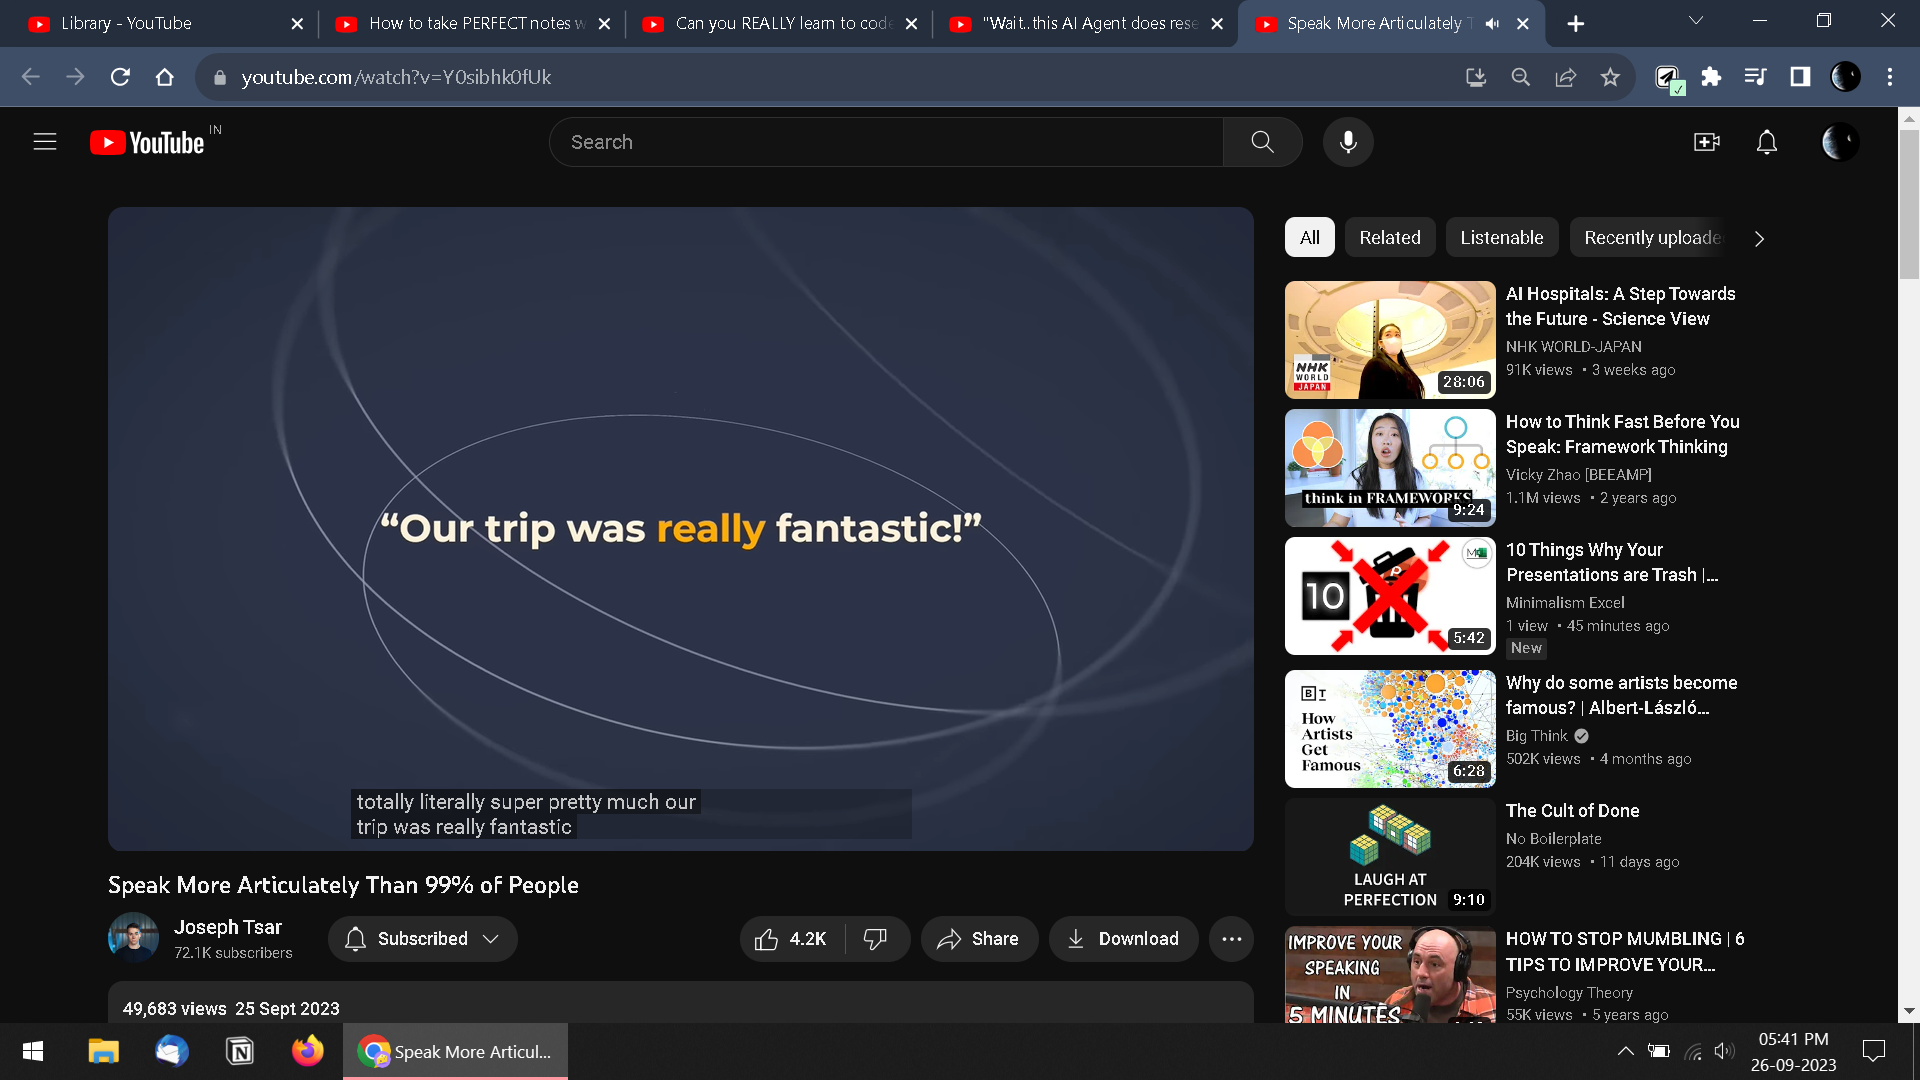 Library - YouTube
How to take PERFECT notes w
Can you REALLY learn to code
"Wait..this AI Agent does rese
Speak More Articulately T
youtube.com/watch?v=Y0sibhk0fUk
YouTube IN
Search
All
Related
Listenable
Recently uploade
“Our trip was really fantastic!”
totally literally super pretty much our
trip was really fantastic
Speak More Articulately Than 99% of People
Joseph Tsar
72.1K subscribers
Subscribed
4.2K
Share
Download
49,683 views 25 Sept 2023
NHK
WORLD
JAPAN
28:06
AI Hospitals: A Step Towards
the Future - Science View
NHK WORLD-JAPAN
91K views • 3 weeks ago
think in FRAMEWORKS
9:24
How to Think Fast Before You
Speak: Framework Thinking
Vicky Zhao [BEEAMP]
1.1M views • 2 years ago
10
5:42
10 Things Why Your
Presentations are Trash |...
Minimalism Excel
1 view • 45 minutes ago
New
B T
How
Artists
Get
Famous
6:28
Why do some artists become
famous? | Albert-László...
Big Think
502K views • 4 months ago
LAUGH AT
PERFECTION
9:10
The Cult of Done
No Boilerplate
204K views • 11 days ago
IMPROVE YOUR
SPEAKING
IN
5 MINUTES
HOW TO STOP MUMBLING | 6
TIPS TO IMPROVE YOUR...
Psychology Theory
55K views • 5 years ago
Speak More Articul...
05:41 PM
26-09-2023